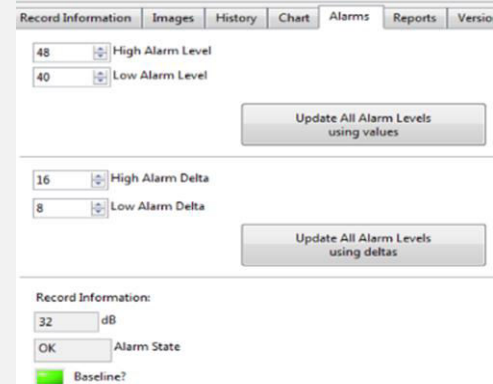 Record Information Images History Chart Alarms Reports Versio
48 High Alarm Level
40 Low Alarm Level
Update All Alarm Levels
using values
16 High Alarm Delta
8 Low Alarm Delta
Update All Alarm Levels
using deltas
Record Information:
32 dB
OK Alarm State
Baseline?